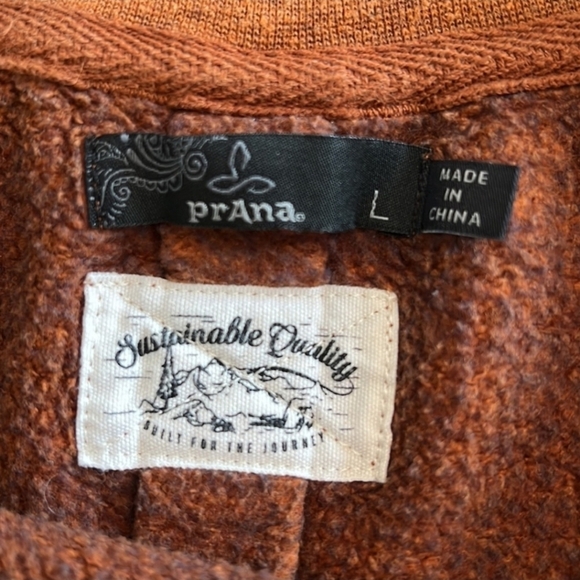 prAna®
L
MADE
IN
CHINA
Sustainable Quality
BUILT FOR THE JOURNEY